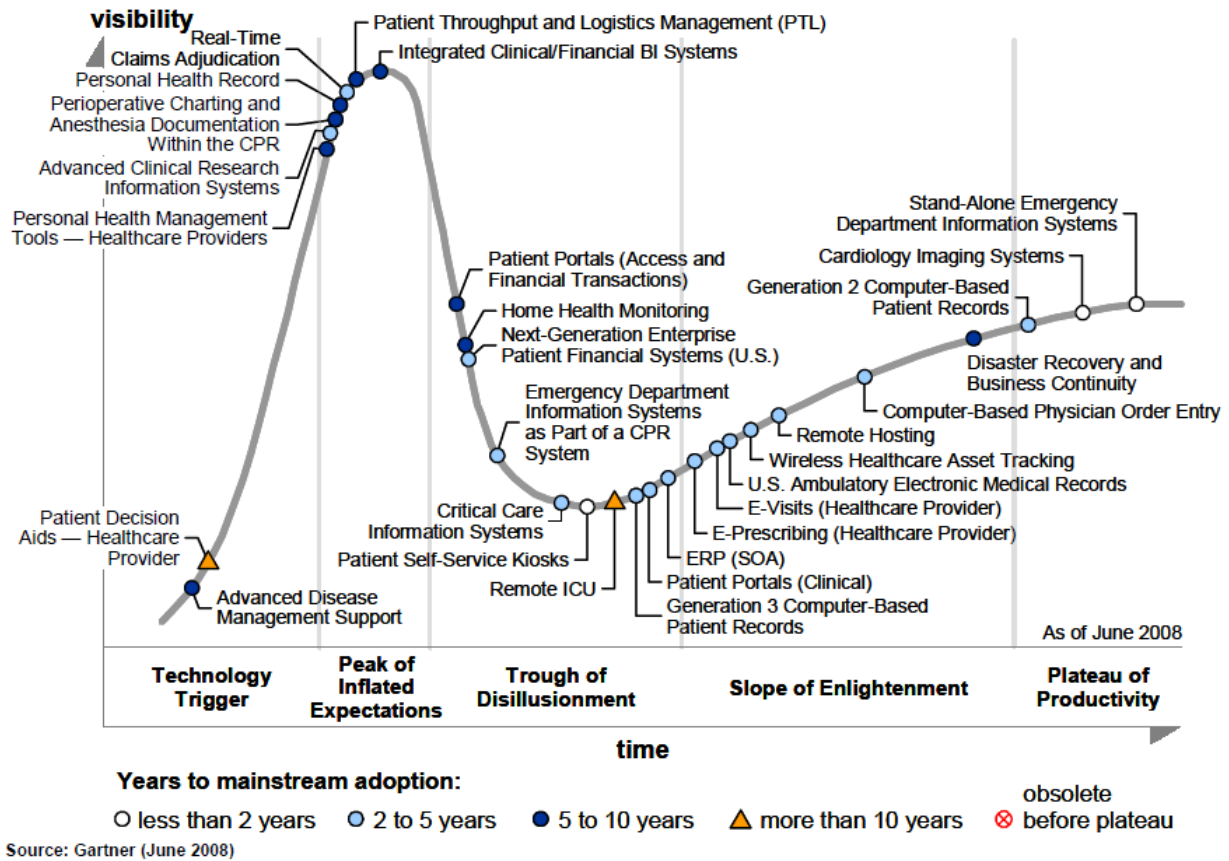 visibility
Patient Throughput and Logistics Management (PTL)
Real-Time
Claims Adjudication
Integrated Clinical/Financial BI Systems
Personal Health Record
Perioperative Charting and
Anesthesia Documentation
Within the CPR
Advanced Clinical Research
Information Systems
Personal Health Management
Tools — Healthcare Providers
Patient Portals (Access and
Financial Transactions)
Home Health Monitoring
Next-Generation Enterprise
Patient Financial Systems (U.S.)
Emergency Department
Information Systems
as Part of a CPR
System
Stand-Alone Emergency
Department Information Systems
Cardiology Imaging Systems
Generation 2 Computer-Based
Patient Records
Disaster Recovery and
Business Continuity
Computer-Based Physician Order Entry
Remote Hosting
Wireless Healthcare Asset Tracking
U.S. Ambulatory Electronic Medical Records
E-Visits (Healthcare Provider)
E-Prescribing (Healthcare Provider)
ERP (SOA)
Patient Portals (Clinical)
Generation 3 Computer-Based
Patient Records
Critical Care
Information Systems
Patient Self-Service Kiosks
Remote ICU
Patient Decision
Aids — Healthcare
Provider
Advanced Disease
Management Support
As of June 2008
Technology
Trigger
Peak of
Inflated
Expectations
Trough of
Disillusionment
Slope of Enlightenment
Plateau of
Productivity
time
Years to mainstream adoption:
less than 2 years
2 to 5 years
5 to 10 years
more than 10 years
obsolete
before plateau
Source: Gartner (June 2008)